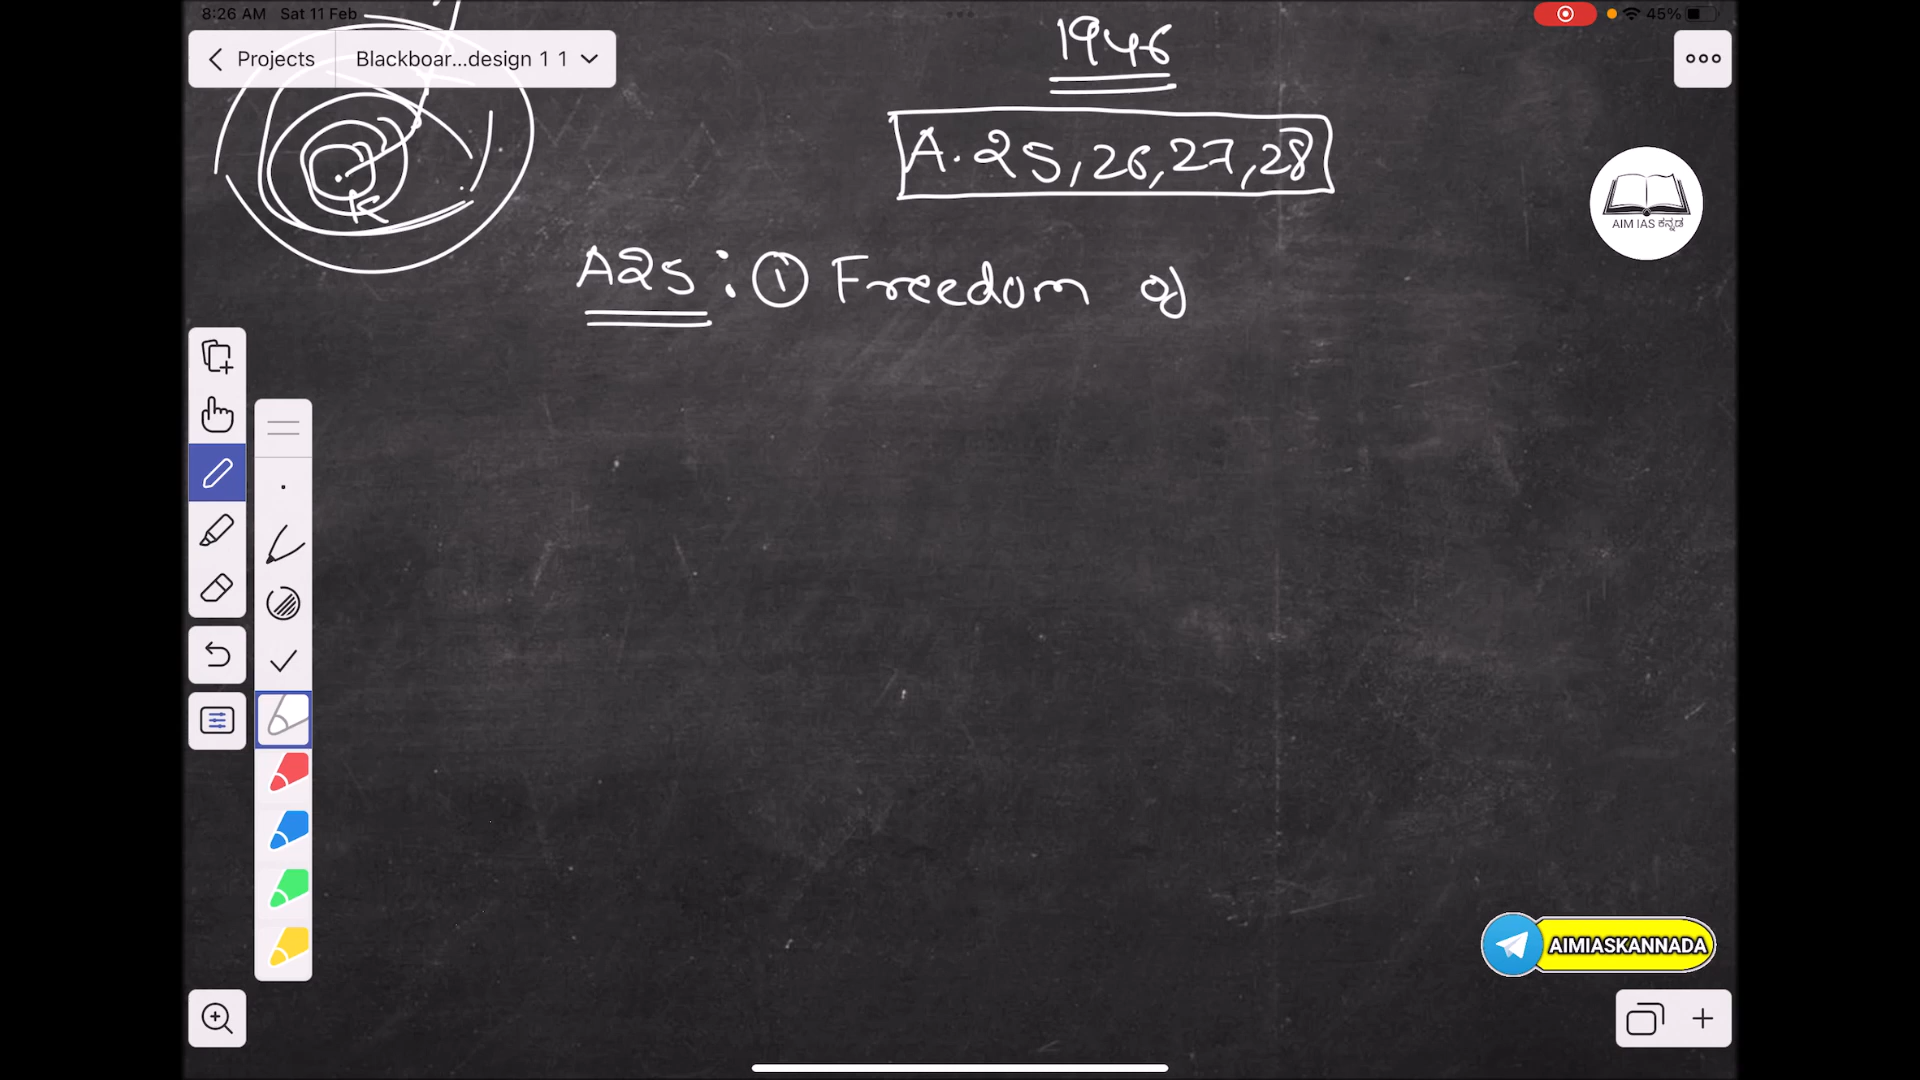 8:26 AM Sat 11 Feb
45%
Projects
Blackboar...design 1 1
1946
A. 25, 26, 27, 28
AIM IAS ಕನ್ನಡ
A25 : ① Freedom of
K
AIMIASKANNADA